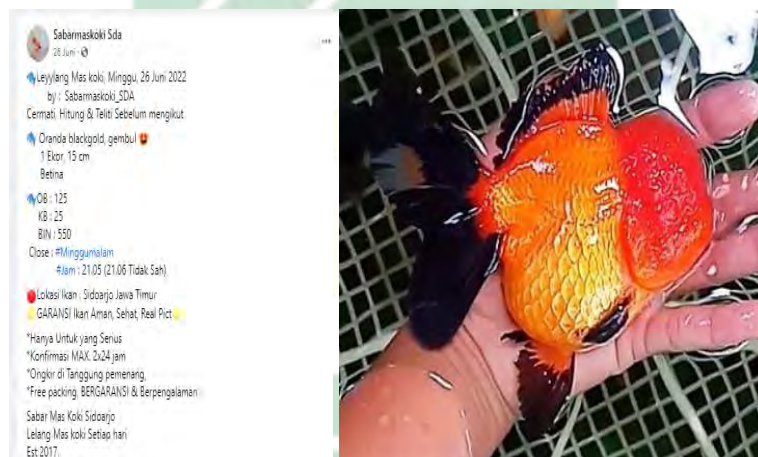 Sabarmaskoki Sda
26 Juni ·
Leyylang Mas koki, Minggu, 26 Juni 2022
by : Sabarmaskoki_SDA
Cermati, Hitung & Teliti Sebelum mengikut
Oranda blackgold, gembul
1 Ekor, 15 cm
Betina
OB : 125
KB : 25
BIN : 550
Close : #Minggumalam
#Jam : 21.05 (21.06 Tidak Sah)
Lokasi Ikan : Sidoarjo Jawa Timur
GARANSI Ikan Aman, Sehat, Real Pict
*Hanya Untuk yang Serius
*Konfirmasi MAX. 2x24 jam
*Ongkir di Tanggung pemenang,
*Free packing, BERGARANSI & Berpengalaman
Sabar Mas Koki Sidoarjo
Lelang Mas koki Setiap hari
Est 2017.